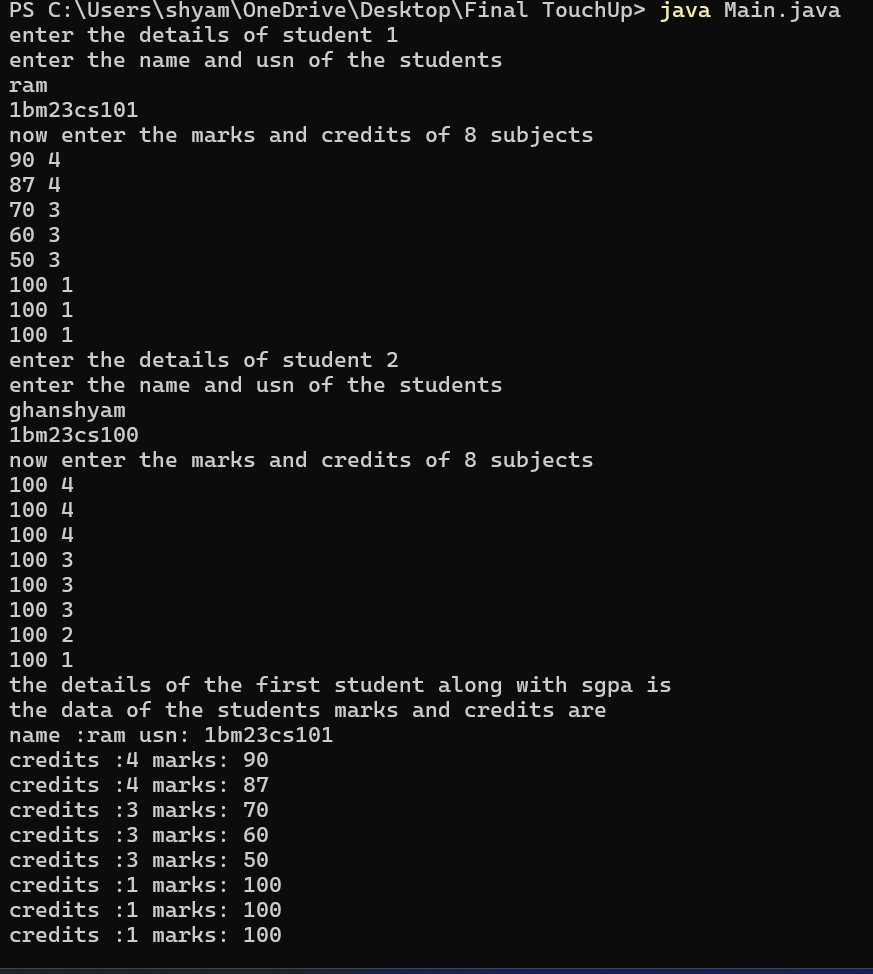 PS C:\Users\shyam\OneDrive\Desktop\Final TouchUp> java Main.java
enter the details of student 1
enter the name and usn of the students
ram
1bm23cs101
now enter the marks and credits of 8 subjects
90 4
87 4
70 3
60 3
50 3
100 1
100 1
100 1
enter the details of student 2
enter the name and usn of the students
ghanshyam
1bm23cs100
now enter the marks and credits of 8 subjects
100 4
100 4
100 4
100 3
100 3
100 3
100 2
100 1
the details of the first student along with sgpa is
the data of the students marks and credits are
name :ram usn: 1bm23cs101
credits :4 marks: 90
credits :4 marks: 87
credits :3 marks: 70
credits :3 marks: 60
credits :3 marks: 50
credits :1 marks: 100
credits :1 marks: 100
credits :1 marks: 100